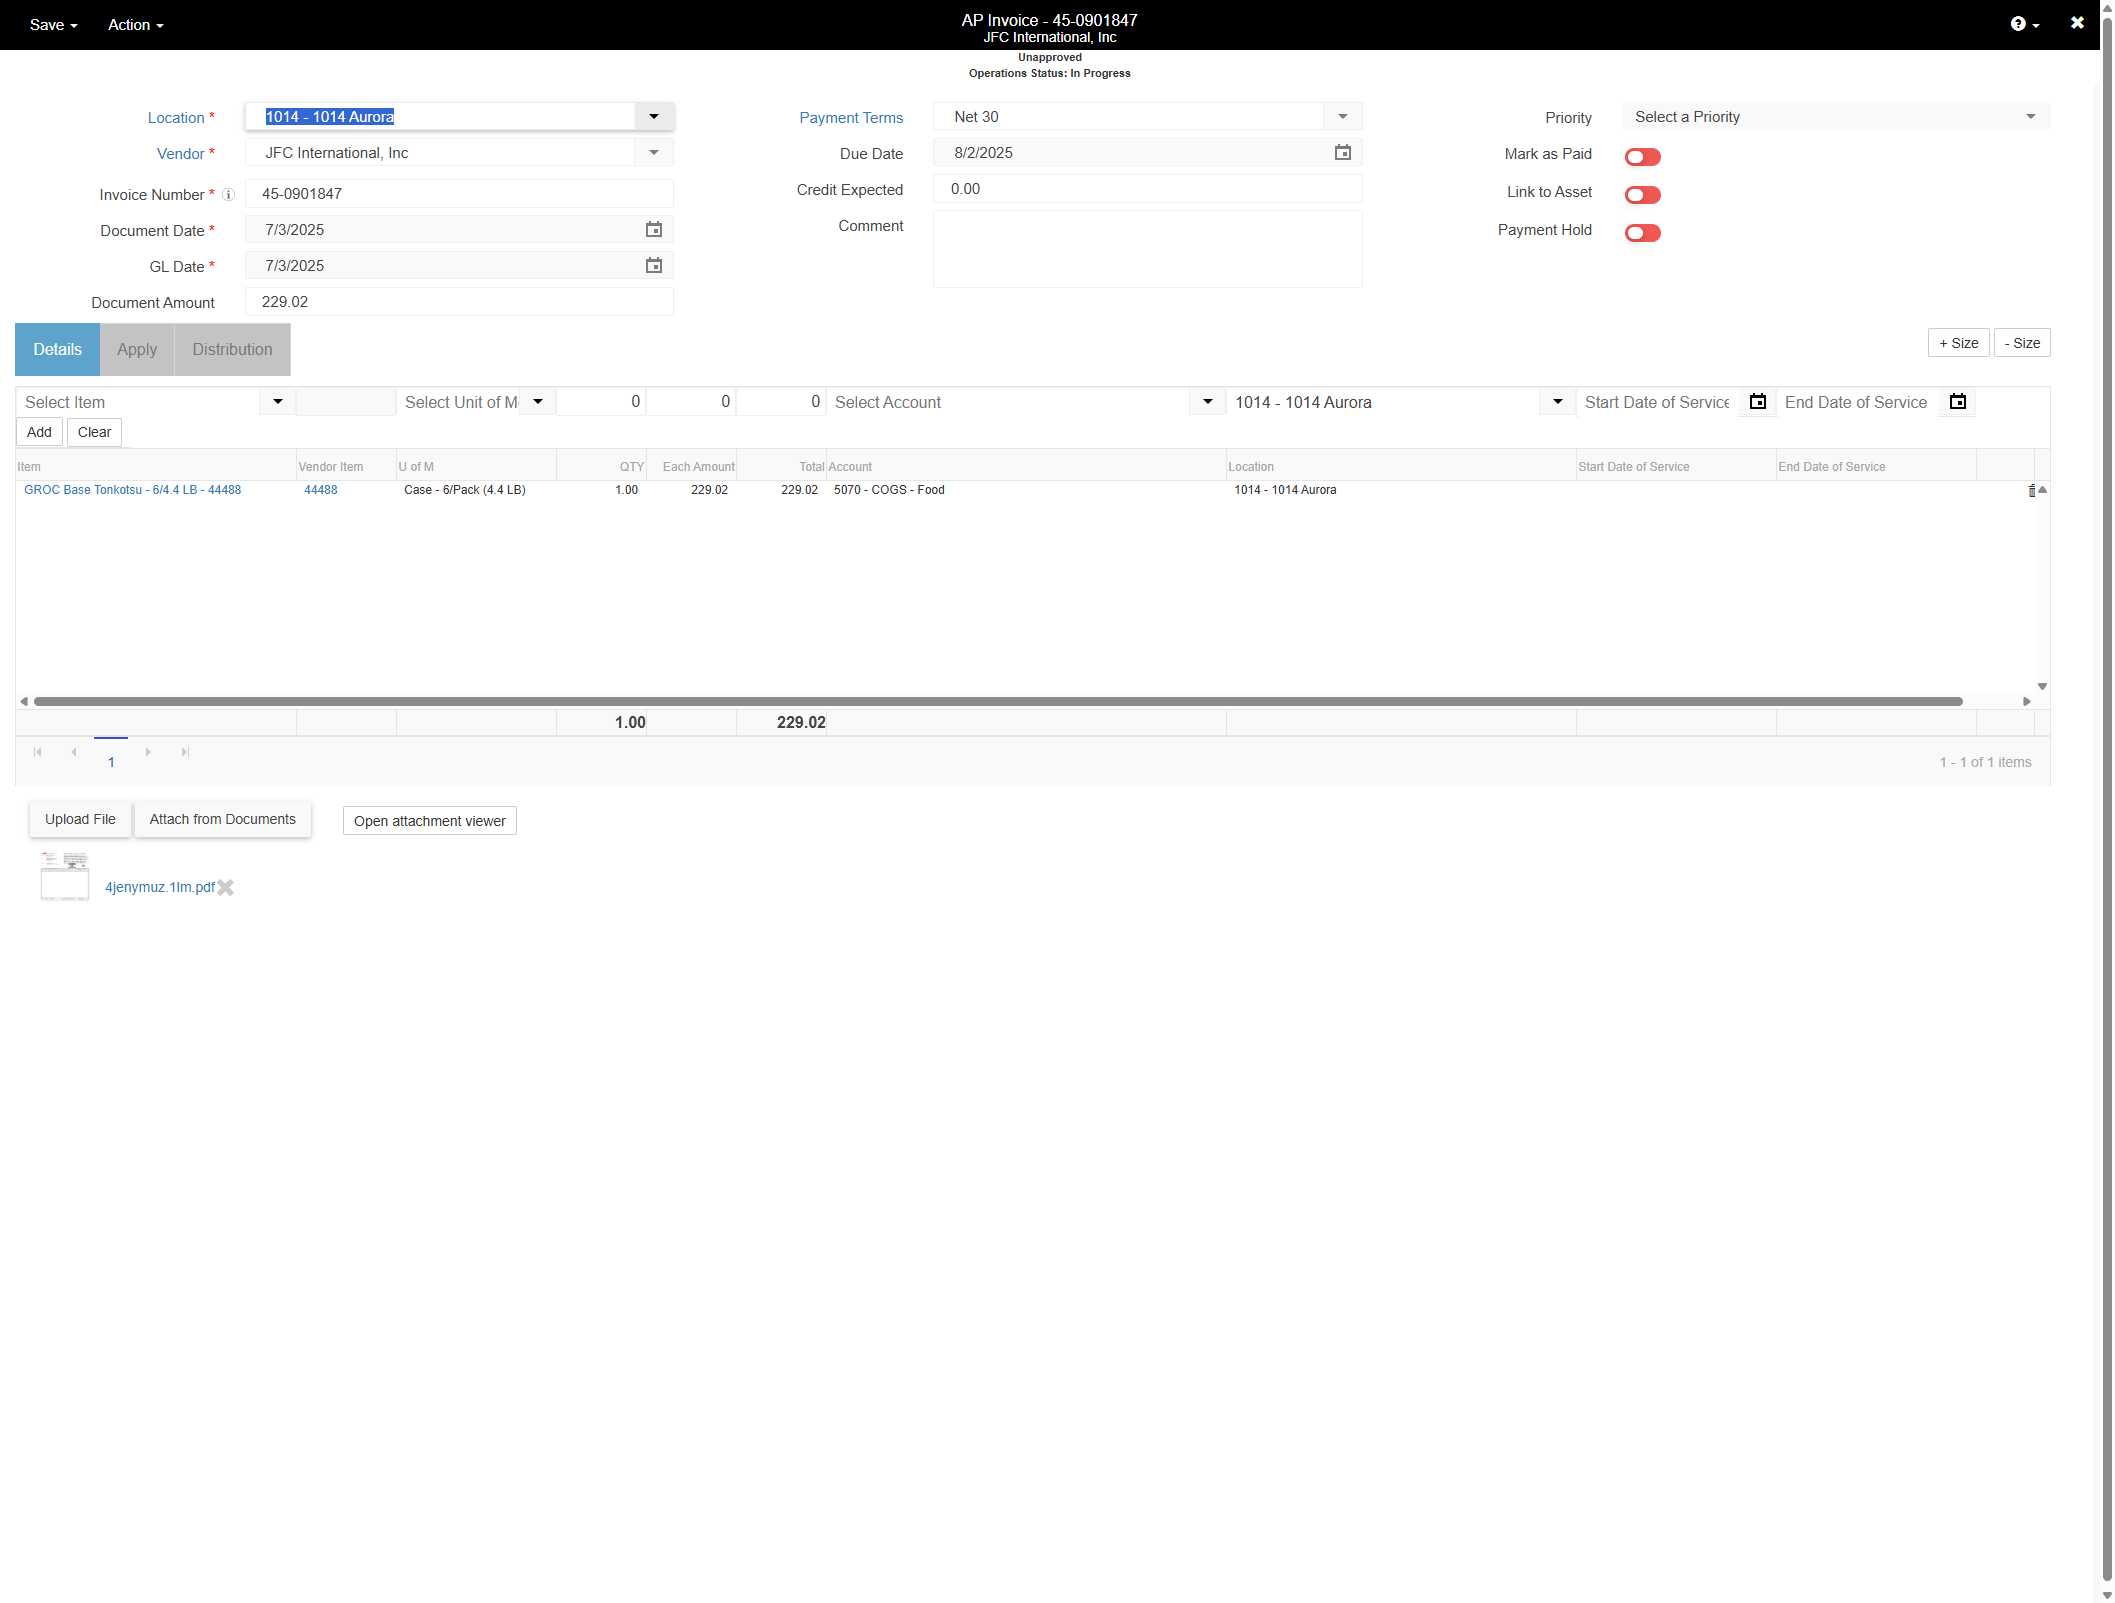 Save
Action
AP Invoice - 45-0901847
JFC International, Inc
Unapproved
Operations Status: In Progress
Location *
1014 - 1014 Aurora
Vendor *
JFC International, Inc
Invoice Number *
45-0901847
Document Date *
7/3/2025
GL Date *
7/3/2025
Document Amount
229.02
Payment Terms
Net 30
Due Date
8/2/2025
Credit Expected
0.00
Comment
Priority
Select a Priority
Mark as Paid
Link to Asset
Payment Hold
Details
Apply
Distribution
+ Size
- Size
Select Item
Select Unit of M
0
0
0
Select Account
1014 - 1014 Aurora
Start Date of Service
End Date of Service
Add
Clear
Item
Vendor Item
U of M
QTY
Each Amount
Total
Account
Location
Start Date of Service
End Date of Service
GROC Base Tonkotsu - 6/4.4 LB - 44488
44488
Case - 6/Pack (4.4 LB)
1.00
229.02
229.02
5070 - COGS - Food
1014 - 1014 Aurora
1.00
229.02
1
1 - 1 of 1 items
Upload File
Attach from Documents
Open attachment viewer
4jenymuz.1lm.pdf